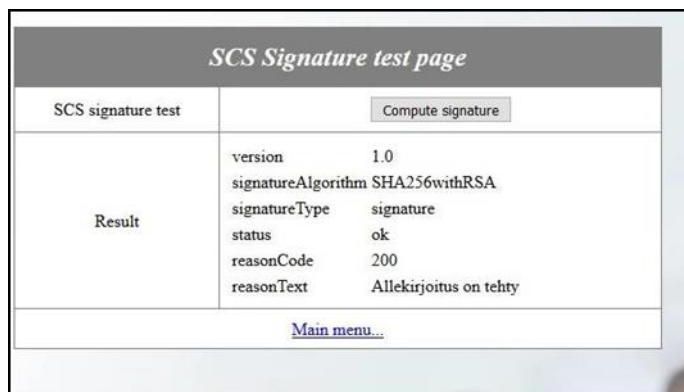 SCS Signature test page
SCS signature test
Compute signature
Result
version 1.0
signatureAlgorithm SHA256withRSA
signatureType signature
status ok
reasonCode 200
reasonText Allekirjoitus on tehty
Main menu...